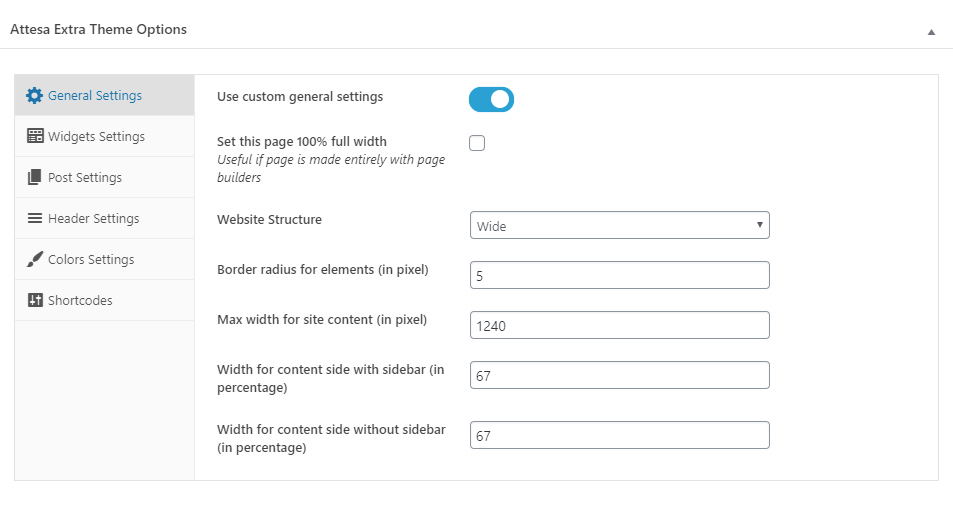 Attesa Extra Theme Options
General Settings
Widgets Settings
Post Settings
Header Settings
Colors Settings
Shortcodes
Use custom general settings
Set this page 100% full width
Useful if page is made entirely with page
builders
Website Structure
Wide
Border radius for elements (in pixel)
5
Max width for site content (in pixel)
1240
Width for content side with sidebar (in
percentage)
67
Width for content side without sidebar
(in percentage)
67